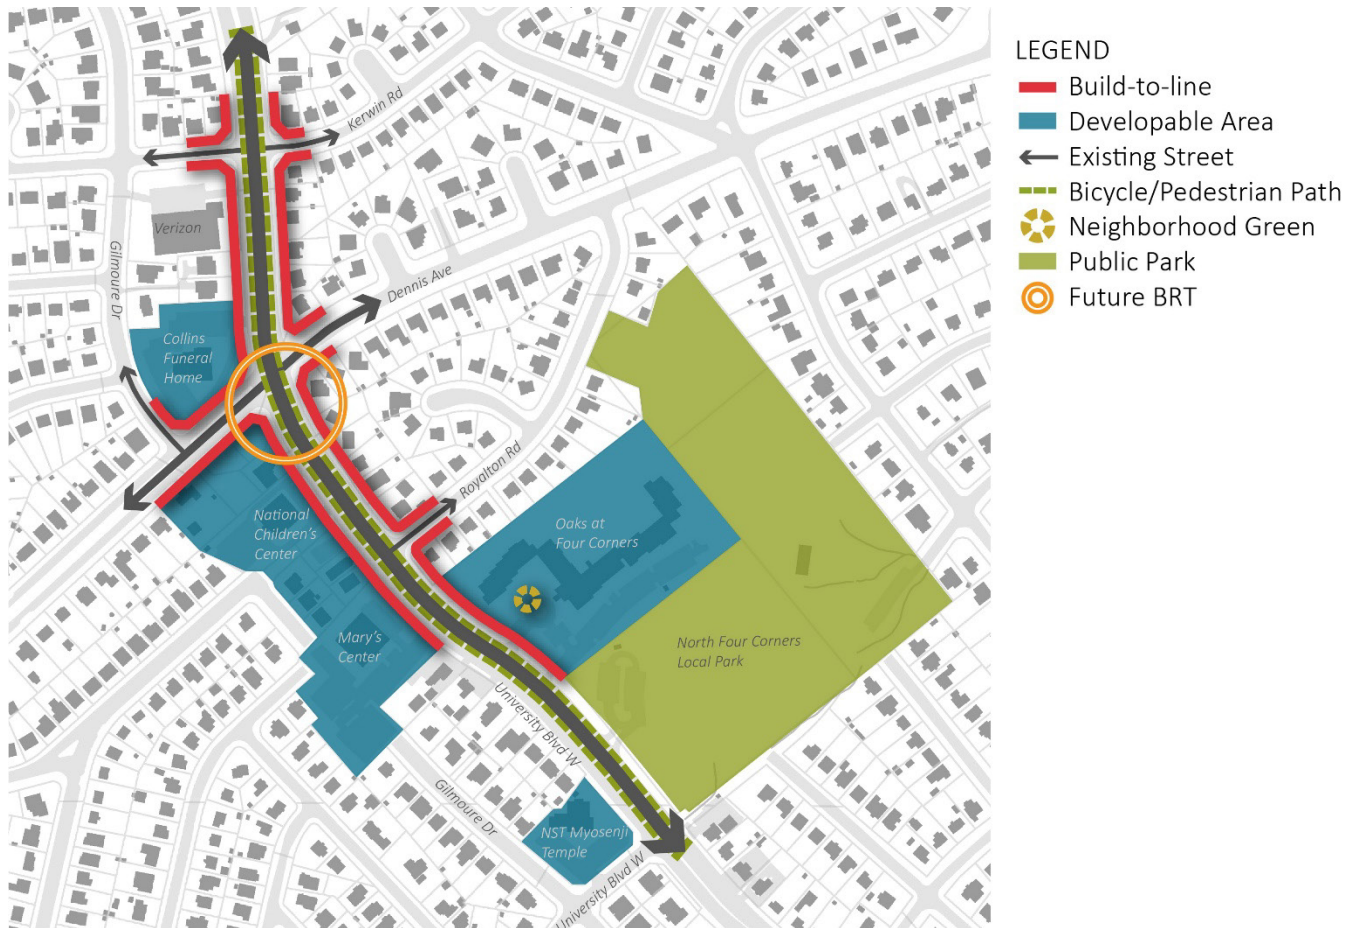 LEGEND
Build-to-line
Developable Area
Existing Street
Bicycle/Pedestrian Path
Neighborhood Green
Public Park
Future BRT
Kerwin Rd
Verizon
Gilmoure Dr
Dennis Ave
Collins
Funeral
Home
Royalton Rd
National
Children's
Center
Oaks at
Four Corners
Mary's
Center
North Four Corners
Local Park
University Blvd W
Gilmoure Dr
NST Myosenji
Temple
University Blvd W